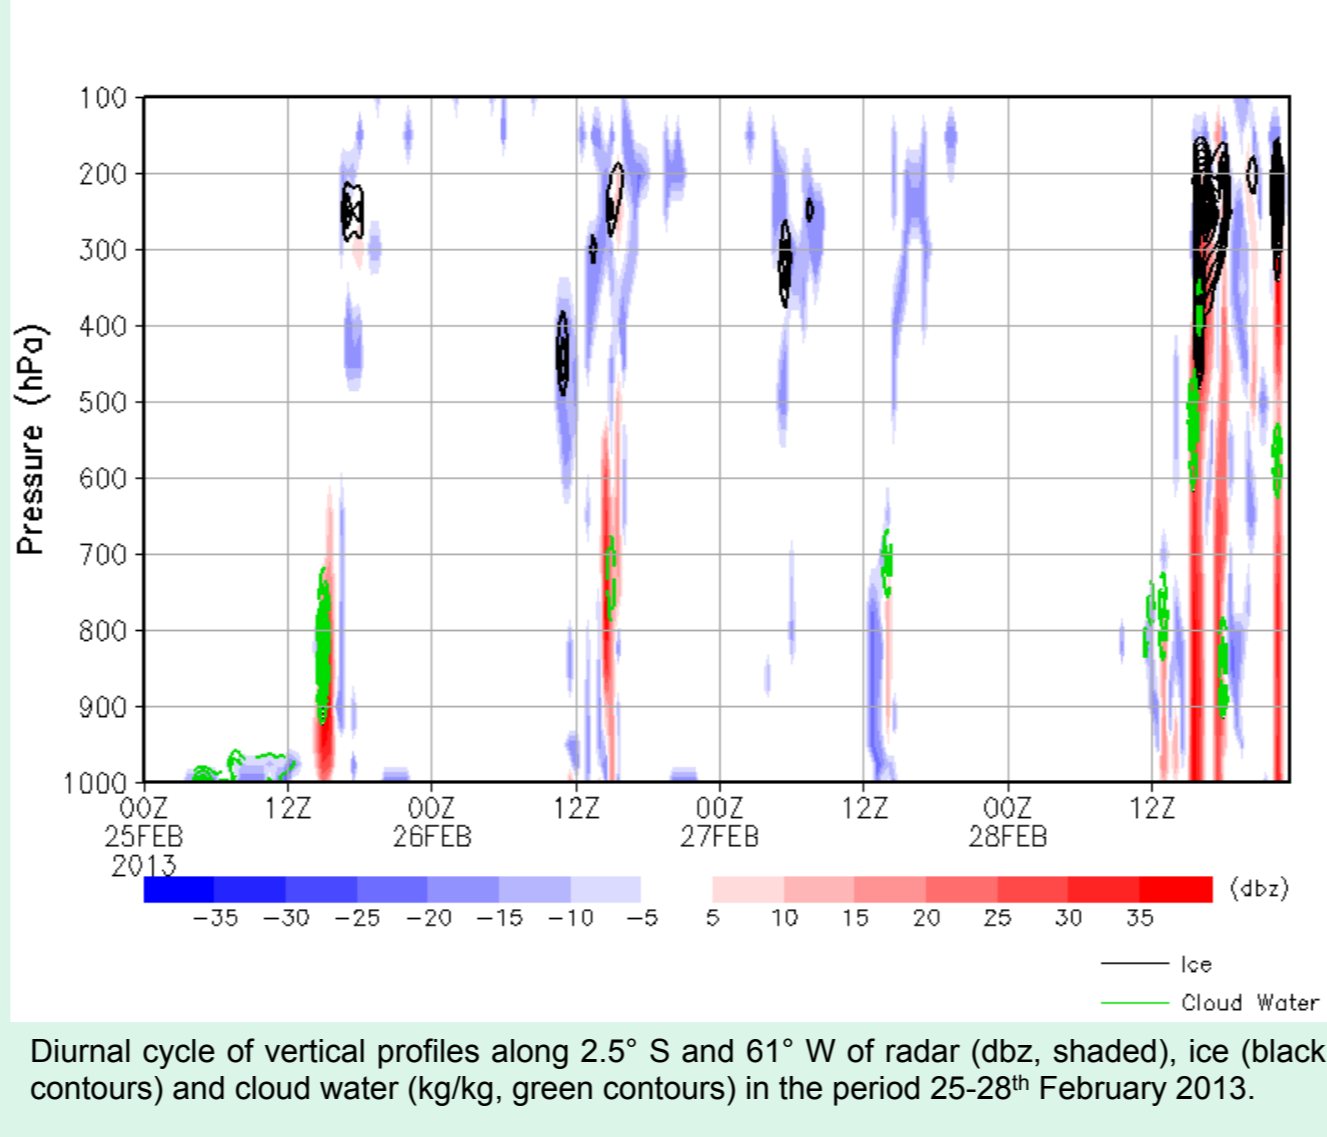 100
200
300
400
500
600
700
800
900
1000
Pressure (hPa)
00Z 12Z 00Z 12Z 00Z 12Z 00Z 12Z
25FEB 26FEB 27FEB 28FEB
2013
-35 -30 -25 -20 -15 -10 -5 5 10 15 20 25 30 35 (dbz)
Ice
Cloud Water
Diurnal cycle of vertical profiles along 2.5° S and 61° W of radar (dbz, shaded), ice (black
contours) and cloud water (kg/kg, green contours) in the period 25-28th February 2013.